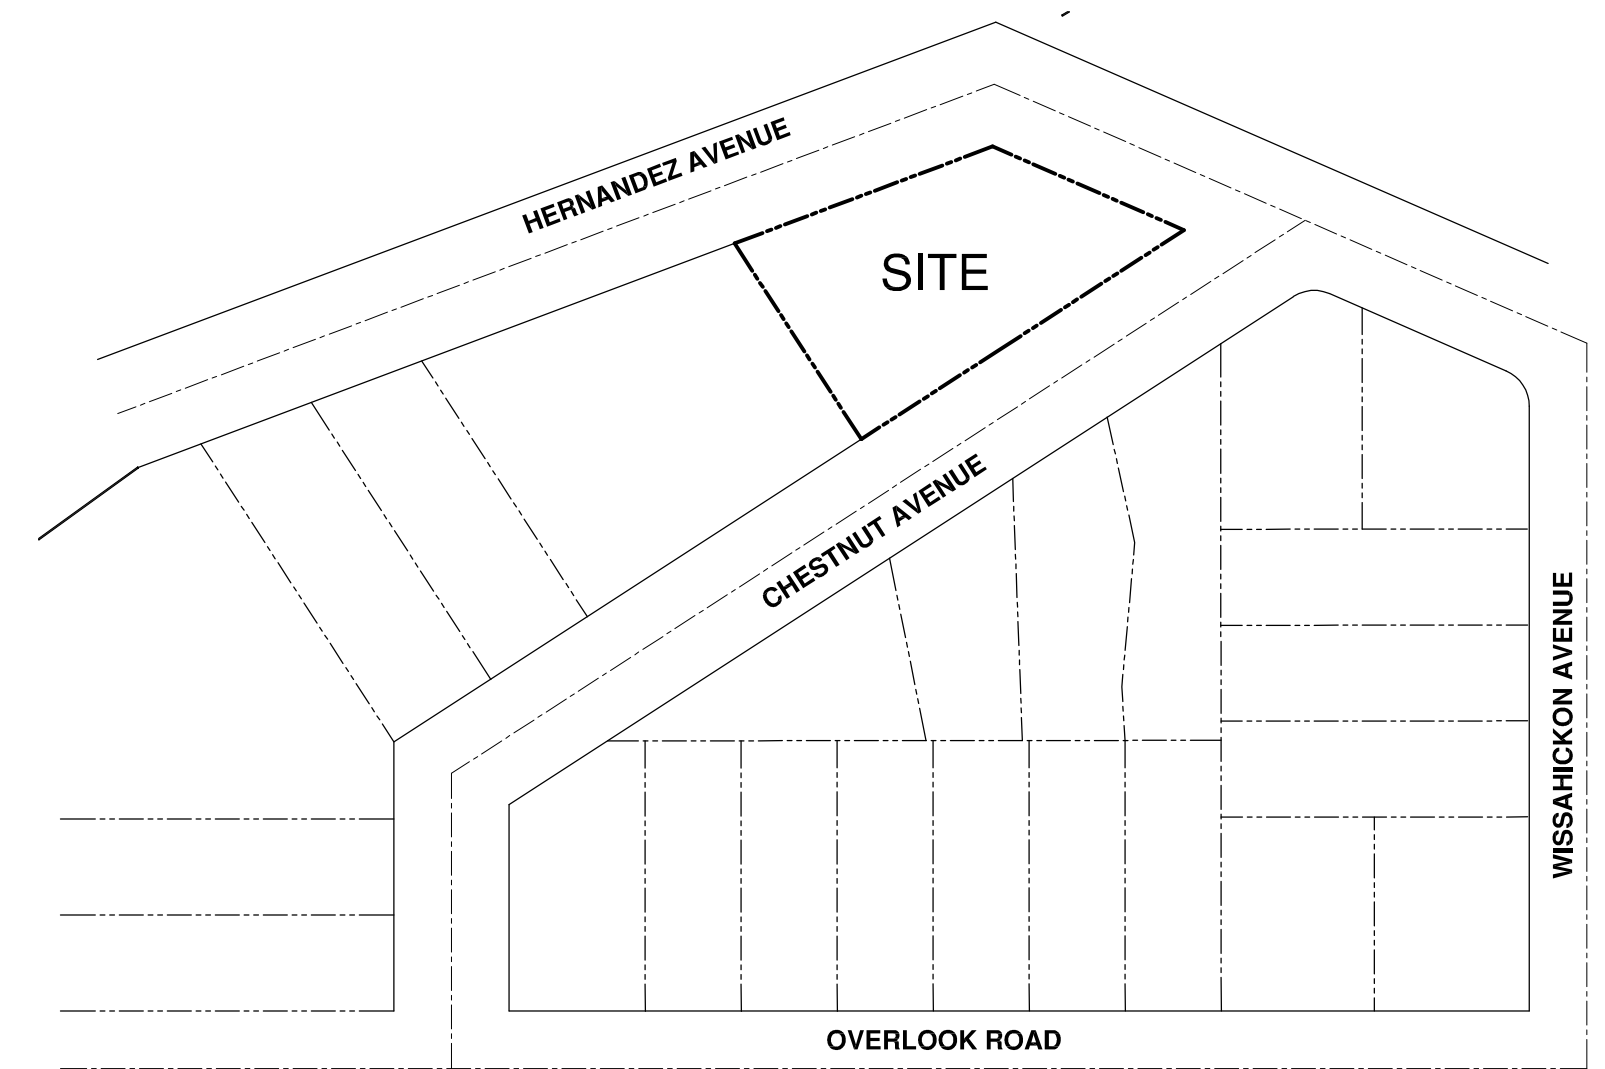 HERNANDEZ AVENUE
SITE
CHESTNUT AVENUE
WISSAHICKON AVENUE
OVERLOOK ROAD